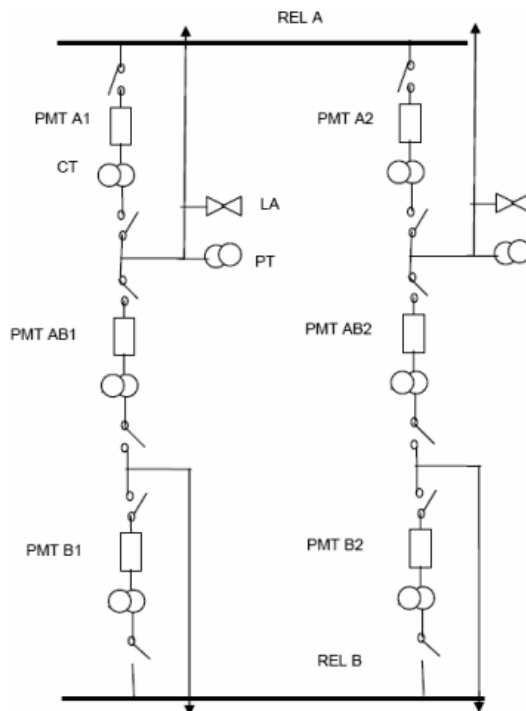 REL A
PMT A1
PMT A2
CT
LA
PT
PMT AB1
PMT AB2
PMT B1
PMT B2
REL B